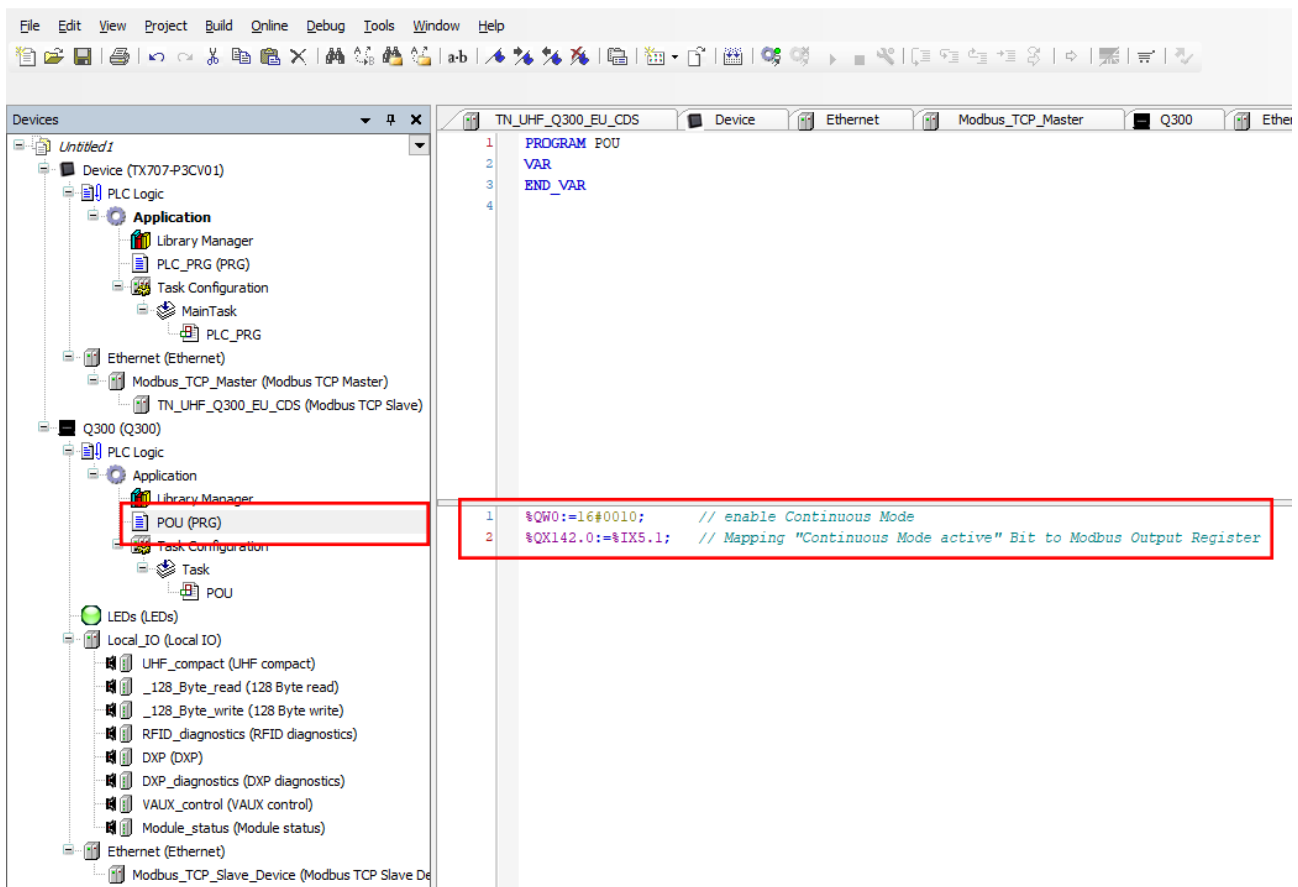 File Edit View Project Build Online Debug Tools Window Help
Devices
Untitled1
Device (TX707-P3CV01)
PLC Logic
Application
Library Manager
PLC_PRG (PRG)
Task Configuration
MainTask
PLC_PRG
Ethernet (Ethernet)
Modbus_TCP_Master (Modbus TCP Master)
TN_UHF_Q300_EU_CDS (Modbus TCP Slave)
Q300 (Q300)
PLC Logic
Application
Library Manager
POU (PRG)
Task Configuration
Task
POU
LEDs (LEDs)
Local_IO (Local IO)
UHF_compact (UHF compact)
_128_Byte_read (128 Byte read)
_128_Byte_write (128 Byte write)
RFID_diagnostics (RFID diagnostics)
DXP (DXP)
DXP_diagnostics (DXP diagnostics)
VAUX_control (VAUX control)
Module_status (Module status)
Ethernet (Ethernet)
Modbus_TCP_Slave_Device (Modbus TCP Slave De
TN_UHF_Q300_EU_CDS Device Ethernet Modbus_TCP_Master Q300 Ether
1 PROGRAM POU
2 VAR
3 END_VAR
4
1 %QW0:=16#0010; // enable Continuous Mode
2 %QX142.0:=%IX5.1; // Mapping "Continuous Mode active" Bit to Modbus Output Register